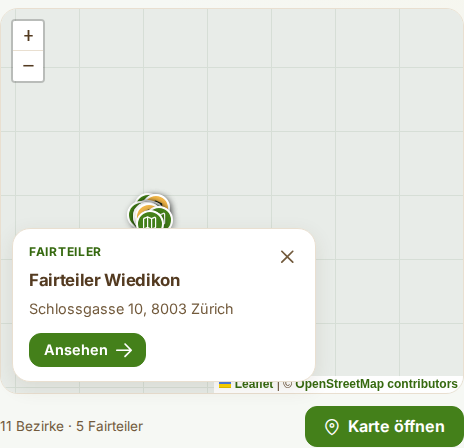 +
−
FAIRTEILER
Fairteiler Wiedikon
Schlossgasse 10, 8003 Zürich
Ansehen →
Leaflet | © OpenStreetMap contributors
11 Bezirke · 5 Fairteiler
Karte öffnen